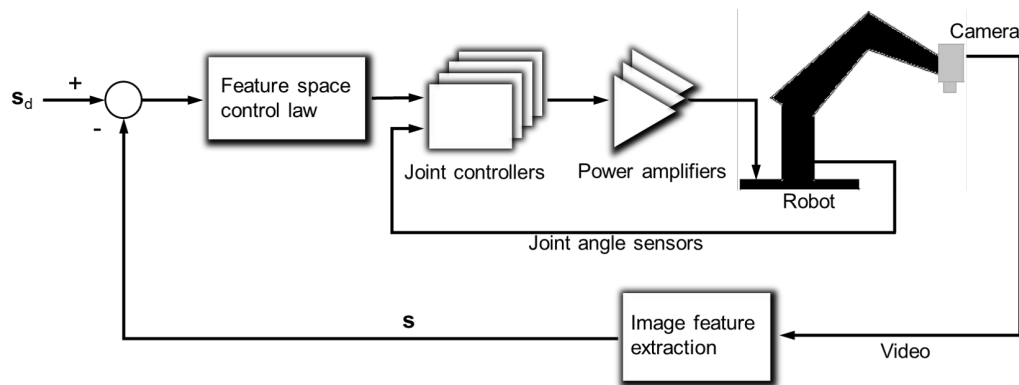 Camera
+
s_d
-
Feature space
control law
Joint controllers
Power amplifiers
Robot
Joint angle sensors
s
Image feature
extraction
Video